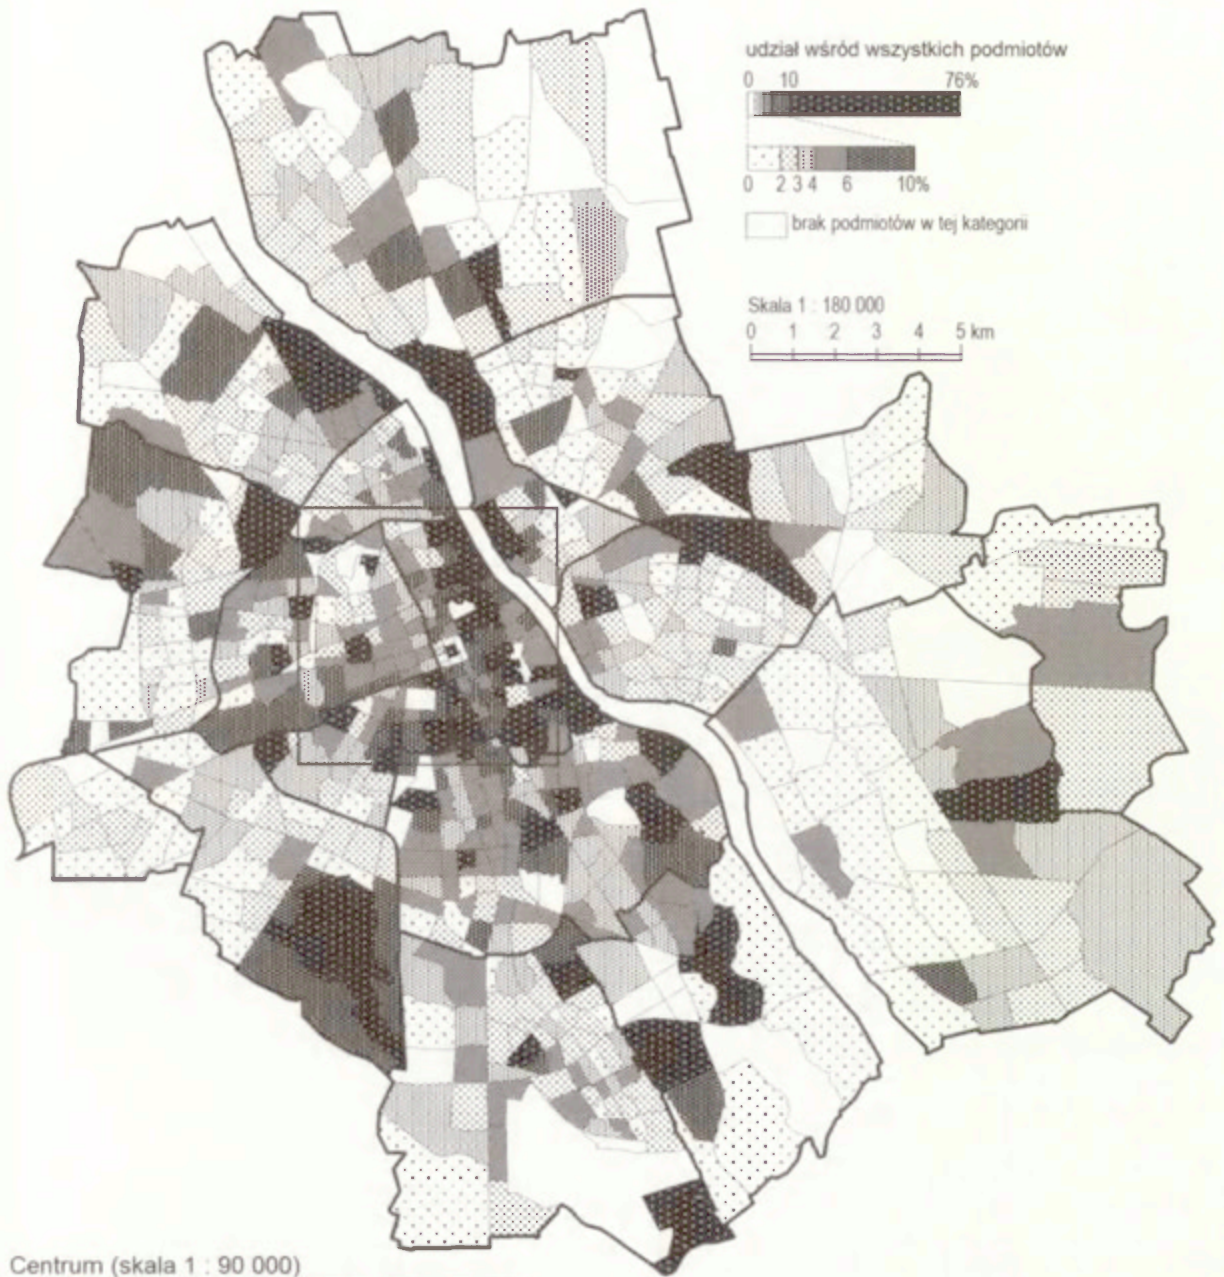 udział wśród wszystkich podmiotów
0 10 76%
0 2 3 4 6 10%
brak podmiotów w tej kategorii
Skala 1 : 180 000
0 1 2 3 4 5 km
Centrum (skala 1 : 90 000)